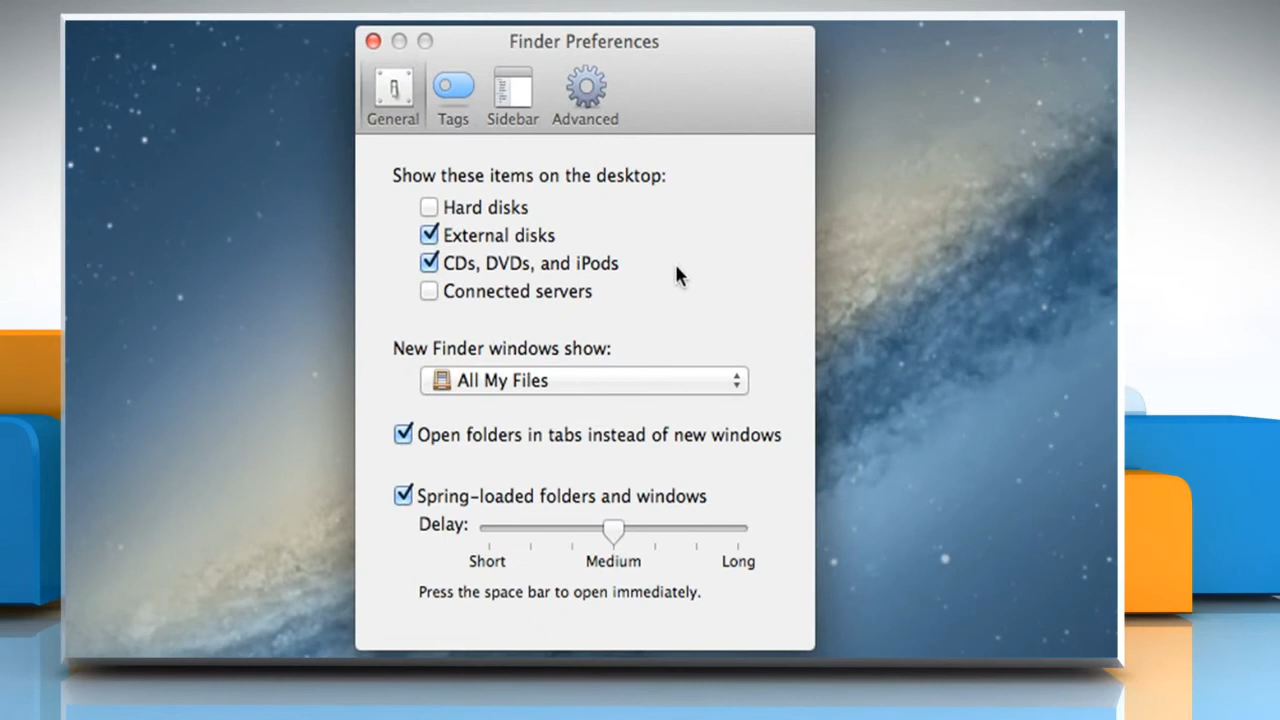 Finder Preferences
General Tags Sidebar Advanced
Show these items on the desktop:
Hard disks
External disks
CDs, DVDs, and iPods
Connected servers
New Finder windows show:
All My Files
Open folders in tabs instead of new windows
Spring-loaded folders and windows
Delay:
Short Medium Long
Press the space bar to open immediately.